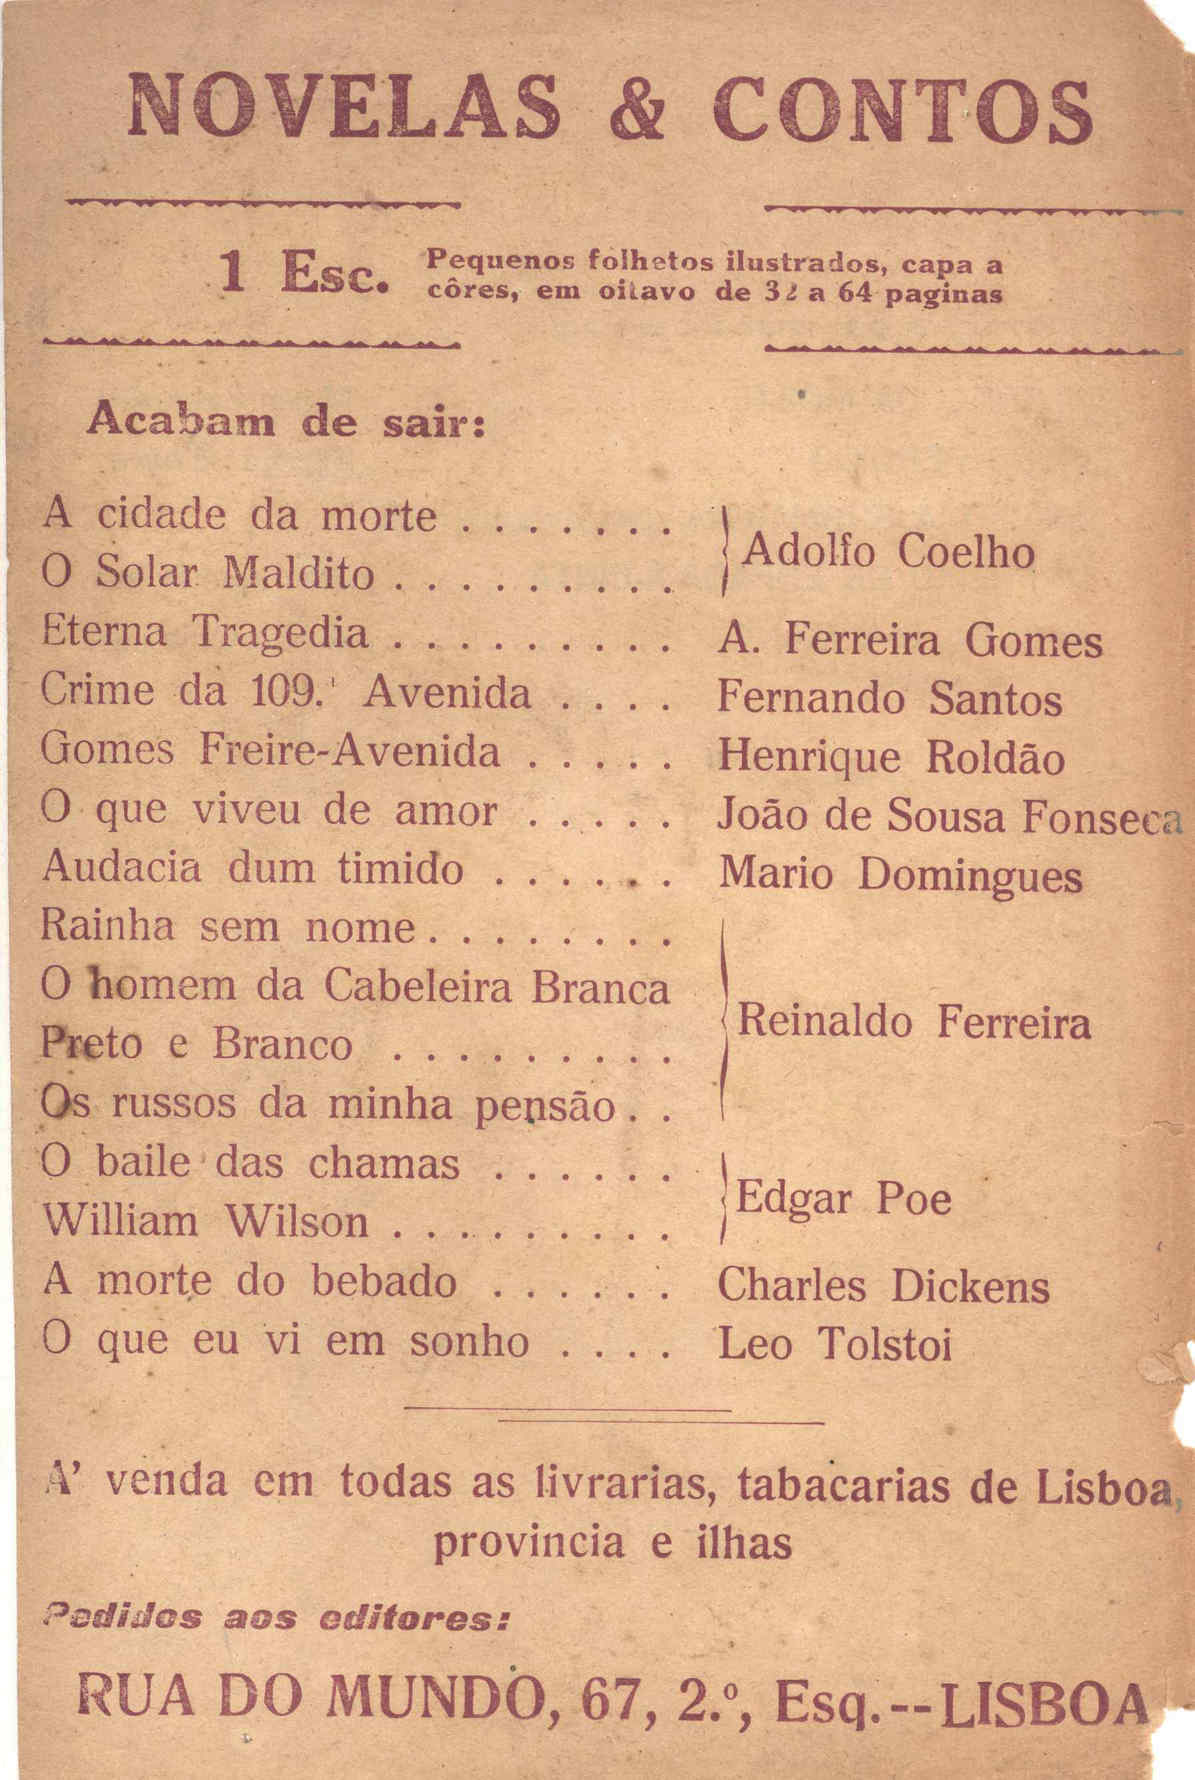 NOVELAS & CONTOS
1 Esc. Pequenos folhetos ilustrados, capa a
côres, em oitavo de 32 a 64 paginas
Acabam de sair:
A cidade da morte . . . . . . .
O Solar Maldito . . . . . . . . .
Adolfo Coelho
Eterna Tragedia . . . . . . . . . A. Ferreira Gomes
Crime da 109.ª Avenida . . . . Fernando Santos
Gomes Freire-Avenida . . . . . Henrique Roldão
O que viveu de amor . . . . . João de Sousa Fonseca
Audacia dum timido . . . . . . Mario Domingues
Rainha sem nome . . . . . . . .
O homem da Cabeleira Branca
Preto e Branco . . . . . . . . .
Os russos da minha pensão . .
Reinaldo Ferreira
O baile das chamas . . . . . .
William Wilson . . . . . . . . .
Edgar Poe
A morte do bebado . . . . . . Charles Dickens
O que eu vi em sonho . . . . Leo Tolstoi
A' venda em todas as livrarias, tabacarias de Lisboa,
provincia e ilhas
Pedidos aos editores:
RUA DO MUNDO, 67, 2.º, Esq.--LISBOA